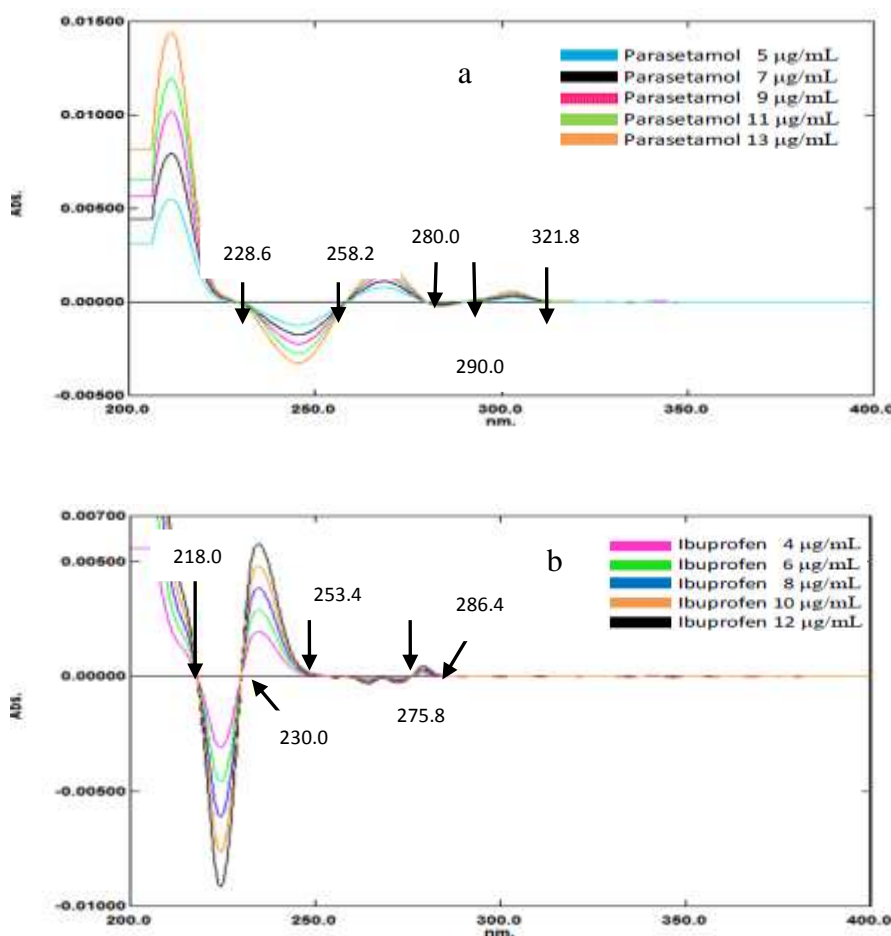 0.01500
a
Parasetamol 5 µg/mL
Parasetamol 7 µg/mL
Parasetamol 9 µg/mL
Parasetamol 11 µg/mL
Parasetamol 13 µg/mL
0.01000
Abs.
0.00500
228.6 258.2 280.0 321.8
0.00000
290.0
-0.00500
200.0 250.0 300.0 350.0 400.0
nm.
0.00700
b
Ibuprofen 4 µg/mL
Ibuprofen 6 µg/mL
Ibuprofen 8 µg/mL
Ibuprofen 10 µg/mL
Ibuprofen 12 µg/mL
218.0
0.00500
253.4 286.4
0.00000
Abs.
230.0 275.8
-0.00500
-0.01000
200.0 250.0 300.0 350.0 400.0
nm.